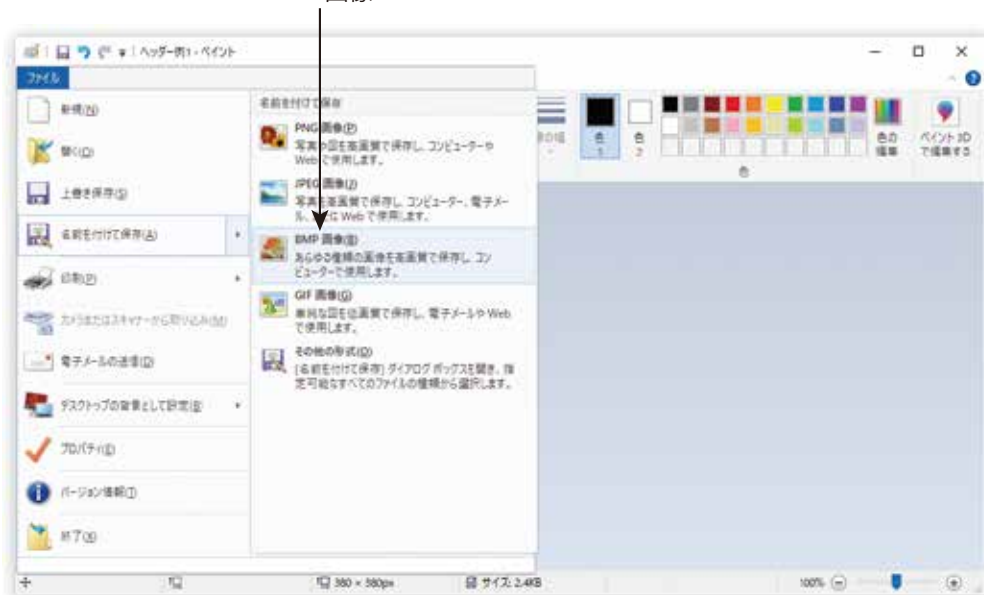 画像
ヘッダー例1 - ペイント
ファイル
新規(N)
開く(O)
上書き保存(S)
名前を付けて保存(A)
印刷(P)
カメラまたはスキャナーから取り込み(M)
電子メールの送信(D)
デスクトップの背景として設定(B)
プロパティ(E)
バージョン情報(T)
終了(X)
名前を付けて保存
PNG 画像(P)
写真や図を高画質で保存し、コンピューターや
Web で使用します。
JPEG 画像(J)
写真を高画質で保存し、コンピューター、電子メー
ル、 Web で使用します。
BMP 画像(B)
あらゆる種類の画像を高画質で保存し、コン
ピューターで使用します。
GIF 画像(G)
単純な図を低画質で保存し、電子メールや Web
で使用します。
その他の形式(O)
[名前を付けて保存] ダイアログ ボックスを開き、指
定可能なすべてのファイルの種類から選択します。
の幅
色
1
色
2
色の
編集
ペイント 3D
で編集する
色
380 × 380px
サイズ: 2.4KB
100%